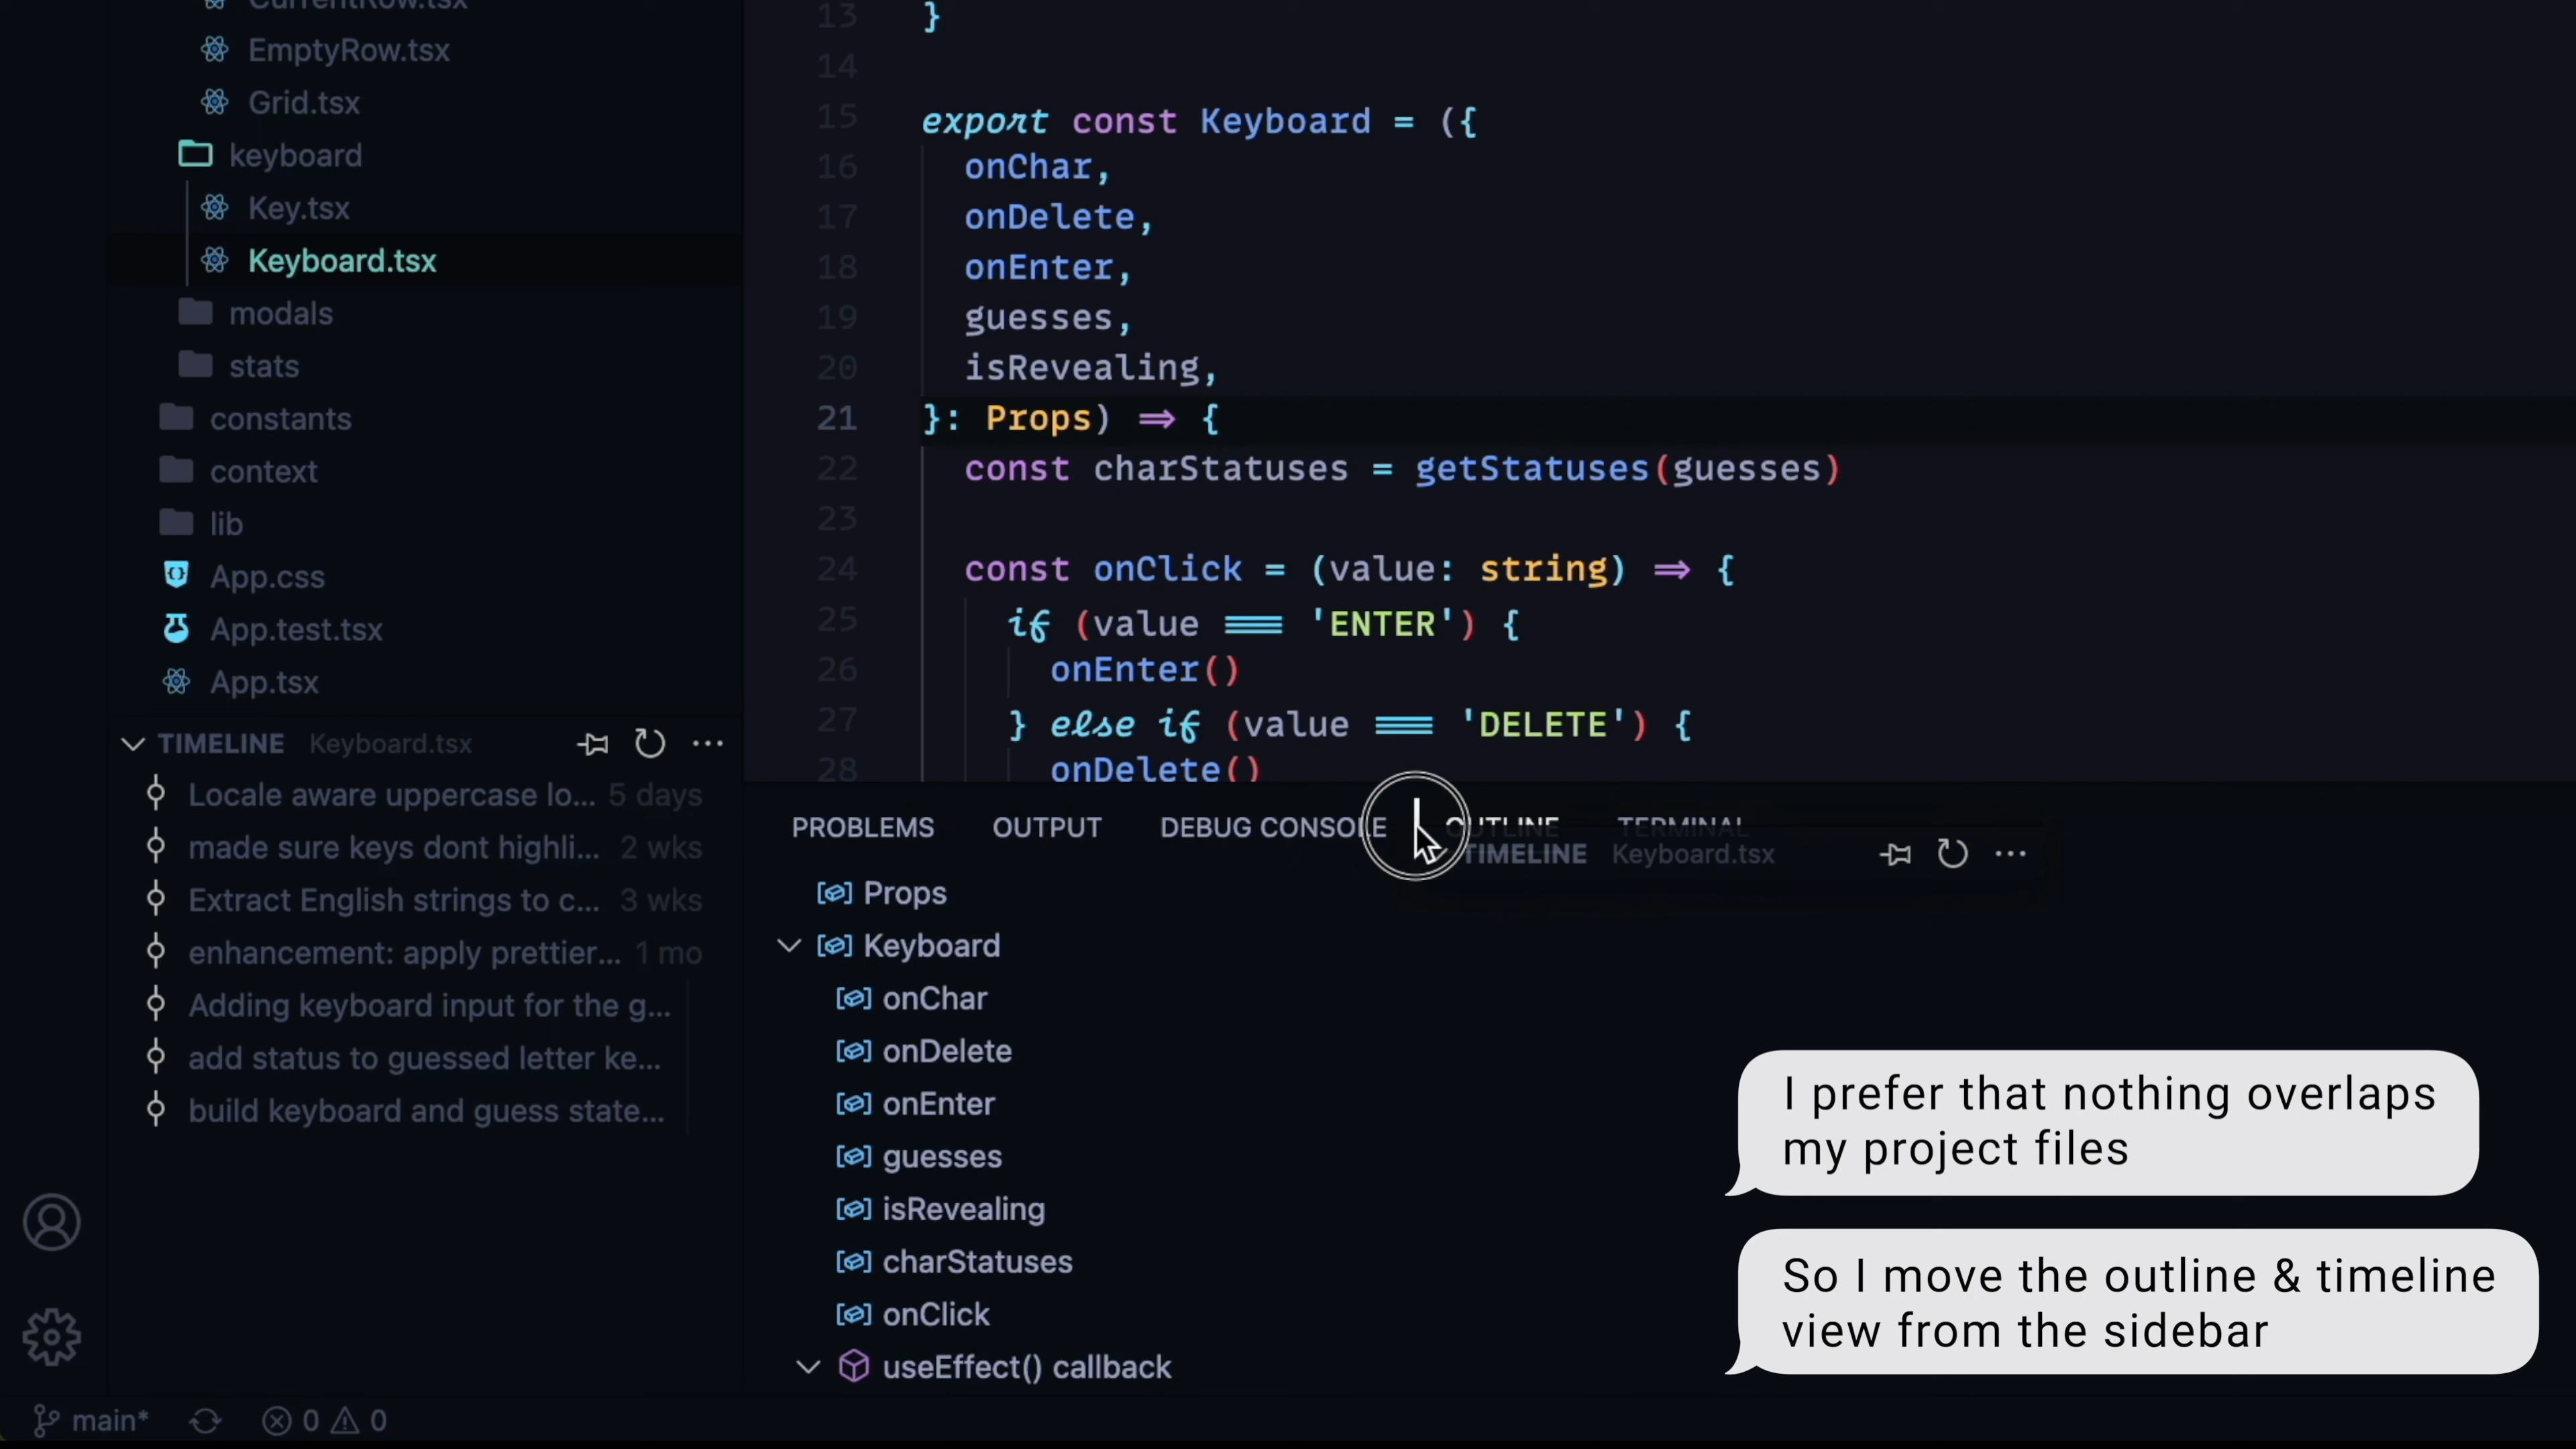 CurrentRow.tsx
EmptyRow.tsx
Grid.tsx
keyboard
Key.tsx
Keyboard.tsx
modals
stats
constants
context
lib
App.css
App.test.tsx
App.tsx
TIMELINE Keyboard.tsx
Locale aware uppercase lo... 5 days
made sure keys dont highli... 2 wks
Extract English strings to c... 3 wks
enhancement: apply prettier... 1 mo
Adding keyboard input for the g...
add status to guessed letter ke...
build keyboard and guess state...
main* 0 0
13 }
14
15 export const Keyboard = ({
16 onChar,
17 onDelete,
18 onEnter,
19 guesses,
20 isRevealing,
21 }: Props) => {
22 const charStatuses = getStatuses(guesses)
23
24 const onClick = (value: string) => {
25 if (value === 'ENTER') {
26 onEnter()
27 } else if (value === 'DELETE') {
28 onDelete()
PROBLEMS OUTPUT DEBUG CONSOLE OUTLINE TERMINAL
TIMELINE Keyboard.tsx
Props
Keyboard
onChar
onDelete
onEnter
guesses
isRevealing
charStatuses
onClick
useEffect() callback
I prefer that nothing overlaps
my project files
So I move the outline & timeline
view from the sidebar